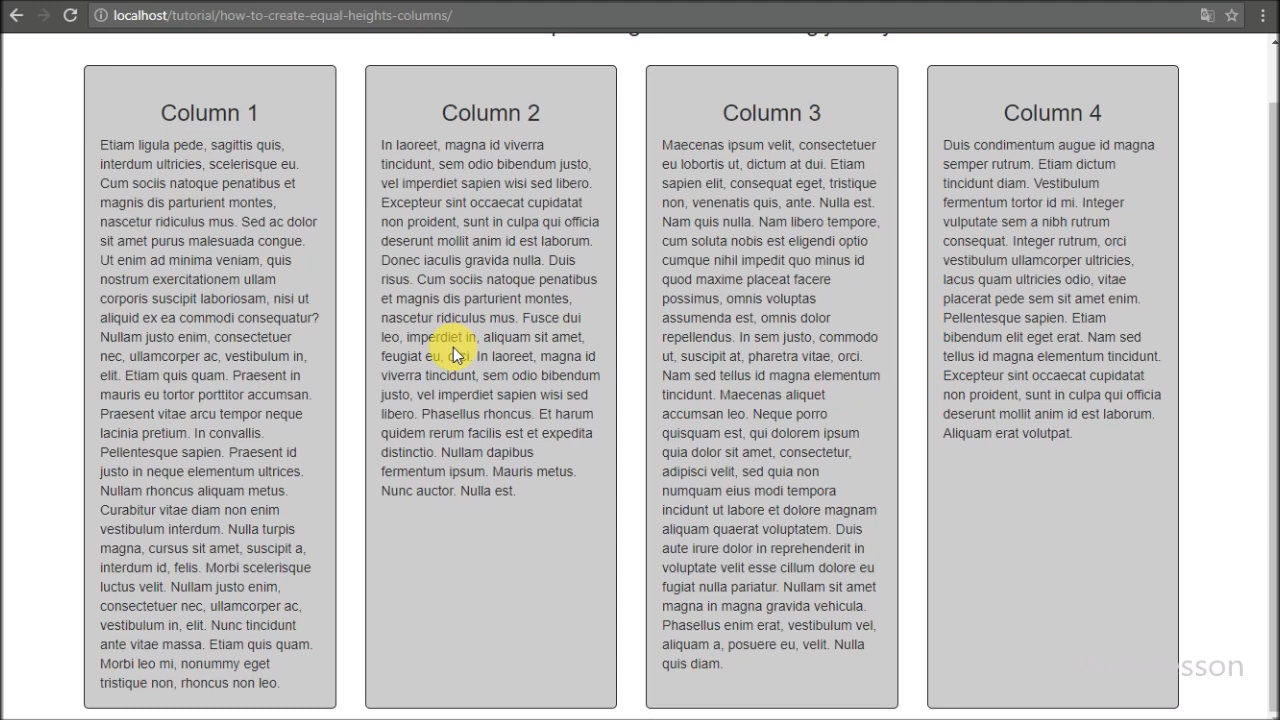 localhost/tutorial/how-to-create-equal-heights-columns/
Column 1
Etiam ligula pede, sagittis quis,
interdum ultricies, scelerisque eu.
Cum sociis natoque penatibus et
magnis dis parturient montes,
nascetur ridiculus mus. Sed ac dolor
sit amet purus malesuada congue.
Ut enim ad minima veniam, quis
nostrum exercitationem ullam
corporis suscipit laboriosam, nisi ut
aliquid ex ea commodi consequatur?
Nullam justo enim, consectetuer
nec, ullamcorper ac, vestibulum in,
elit. Etiam quis quam. Praesent in
mauris eu tortor porttitor accumsan.
Praesent vitae arcu tempor neque
lacinia pretium. In convallis.
Pellentesque sapien. Praesent id
justo in neque elementum ultrices.
Nullam rhoncus aliquam metus.
Curabitur vitae diam non enim
vestibulum interdum. Nulla turpis
magna, cursus sit amet, suscipit a,
interdum id, felis. Morbi scelerisque
luctus velit. Nullam justo enim,
consectetuer nec, ullamcorper ac,
vestibulum in, elit. Nunc tincidunt
ante vitae massa. Etiam quis quam.
Morbi leo mi, nonummy eget
tristique non, rhoncus non leo.
Column 2
In laoreet, magna id viverra
tincidunt, sem odio bibendum justo,
vel imperdiet sapien wisi sed libero.
Excepteur sint occaecat cupidatat
non proident, sunt in culpa qui officia
deserunt mollit anim id est laborum.
Donec iaculis gravida nulla. Duis
risus. Cum sociis natoque penatibus
et magnis dis parturient montes,
nascetur ridiculus mus. Fusce dui
leo, imperdiet in, aliquam sit amet,
feugiat eu, In laoreet, magna id
viverra tincidunt, sem odio bibendum
justo, vel imperdiet sapien wisi sed
libero. Phasellus rhoncus. Et harum
quidem rerum facilis est et expedita
distinctio. Nullam dapibus
fermentum ipsum. Mauris metus.
Nunc auctor. Nulla est.
Column 3
Maecenas ipsum velit, consectetuer
eu lobortis ut, dictum at dui. Etiam
sapien elit, consequat eget, tristique
non, venenatis quis, ante. Nulla est.
Nam quis nulla. Nam libero tempore,
cum soluta nobis est eligendi optio
cumque nihil impedit quo minus id
quod maxime placeat facere
possimus, omnis voluptas
assumenda est, omnis dolor
repellendus. In sem justo, commodo
ut, suscipit at, pharetra vitae, orci.
Nam sed tellus id magna elementum
tincidunt. Maecenas aliquet
accumsan leo. Neque porro
quisquam est, qui dolorem ipsum
quia dolor sit amet, consectetur,
adipisci velit, sed quia non
numquam eius modi tempora
incidunt ut labore et dolore magnam
aliquam quaerat voluptatem. Duis
aute irure dolor in reprehenderit in
voluptate velit esse cillum dolore eu
fugiat nulla pariatur. Nullam sit amet
magna in magna gravida vehicula.
Phasellus enim erat, vestibulum vel,
aliquam a, posuere eu, velit. Nulla
quis diam.
Column 4
Duis condimentum augue id magna
semper rutrum. Etiam dictum
tincidunt diam. Vestibulum
fermentum tortor id mi. Integer
vulputate sem a nibh rutrum
consequat. Integer rutrum, orci
vestibulum ullamcorper ultricies,
lacus quam ultricies odio, vitae
placerat pede sem sit amet enim.
Pellentesque sapien. Etiam
bibendum elit eget erat. Nam sed
tellus id magna elementum tincidunt.
Excepteur sint occaecat cupidatat
non proident, sunt in culpa qui officia
deserunt mollit anim id est laborum.
Aliquam erat volutpat.